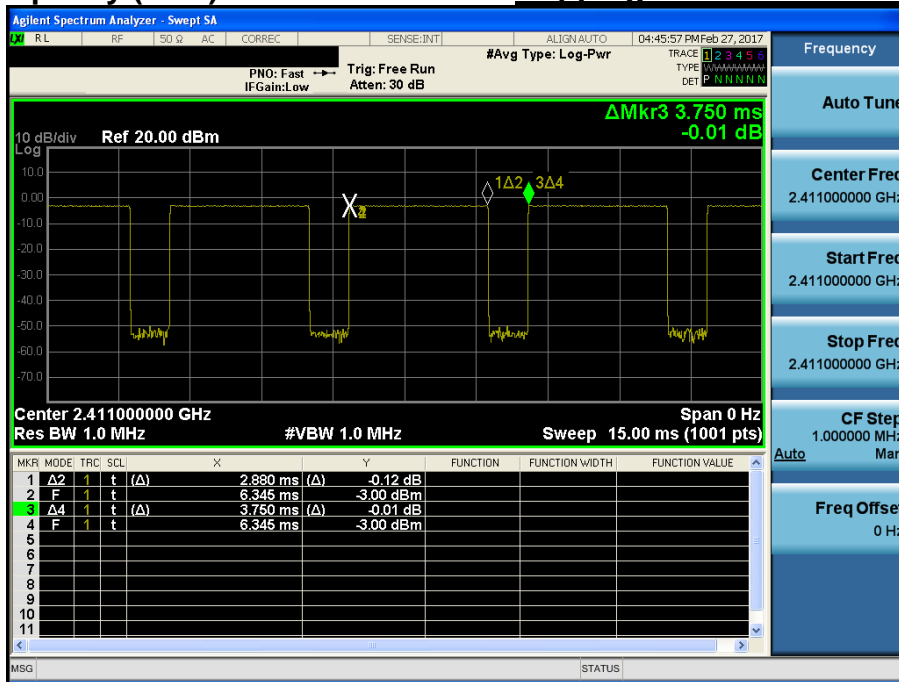 Agilent Spectrum Analyzer - Swept SA
LXI RL RF 50 Ω AC CORREC SENSE:INT ALIGN AUTO 04:45:57 PM Feb 27, 2017
#Avg Type: Log-Pwr
TRACE 1 2 3 4 5 6
TYPE
DET P N N N N N
PNO: Fast
IFGain:Low
Trig: Free Run
Atten: 30 dB
Frequency
ΔMkr3 3.750 ms
-0.01 dB
10 dB/div Ref 20.00 dBm
Log
10.0
0.00
-10.0
-20.0
-30.0
-40.0
-50.0
-60.0
-70.0
1Δ2 3Δ4
X
Center 2.411000000 GHz
Span 0 Hz
Res BW 1.0 MHz #VBW 1.0 MHz Sweep 15.00 ms (1001 pts)
MKR MODE TRC SCL X Y FUNCTION FUNCTION WIDTH FUNCTION VALUE
1 Δ2 1 t (Δ) 2.880 ms (Δ) -0.12 dB
2 F 1 t 6.345 ms -3.00 dBm
3 Δ4 1 t (Δ) 3.750 ms (Δ) -0.01 dB
4 F 1 t 6.345 ms -3.00 dBm
5
6
7
8
9
10
11
MSG STATUS
Auto Tune
Center Freq
2.411000000 GHz
Start Freq
2.411000000 GHz
Stop Freq
2.411000000 GHz
CF Step
1.000000 MHz
Auto Man
Freq Offset
0 Hz